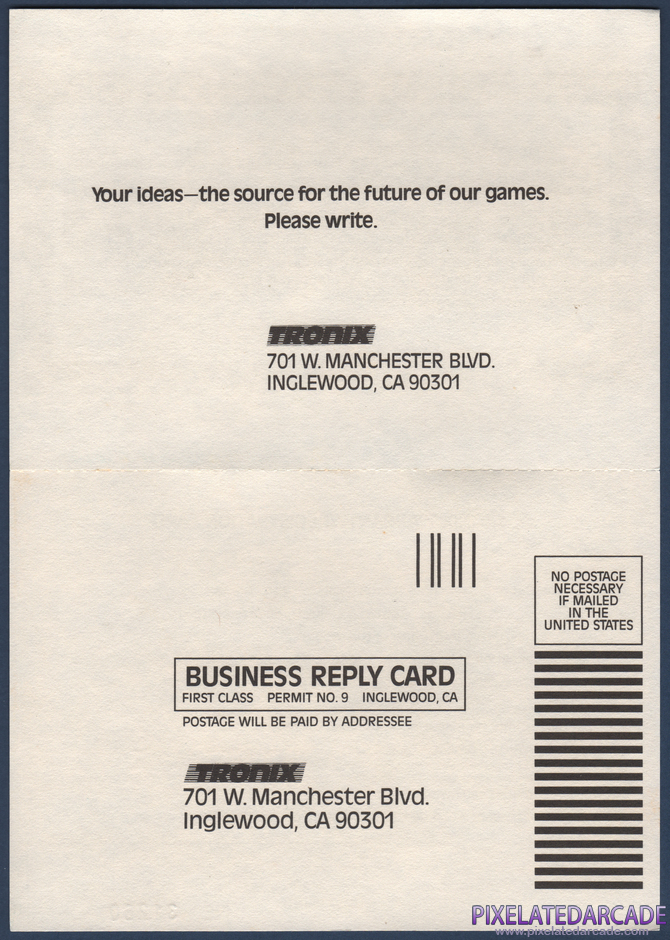 Your ideas—the source for the future of our games.
Please write.
TRONIX
701 W. MANCHESTER BLVD.
INGLEWOOD, CA 90301
NO POSTAGE
NECESSARY
IF MAILED
IN THE
UNITED STATES
BUSINESS REPLY CARD
FIRST CLASS PERMIT NO. 9 INGLEWOOD, CA
POSTAGE WILL BE PAID BY ADDRESSEE
TRONIX
701 W. Manchester Blvd.
Inglewood, CA 90301
PIXELATEDARCADE
www.pixelatedarcade.com